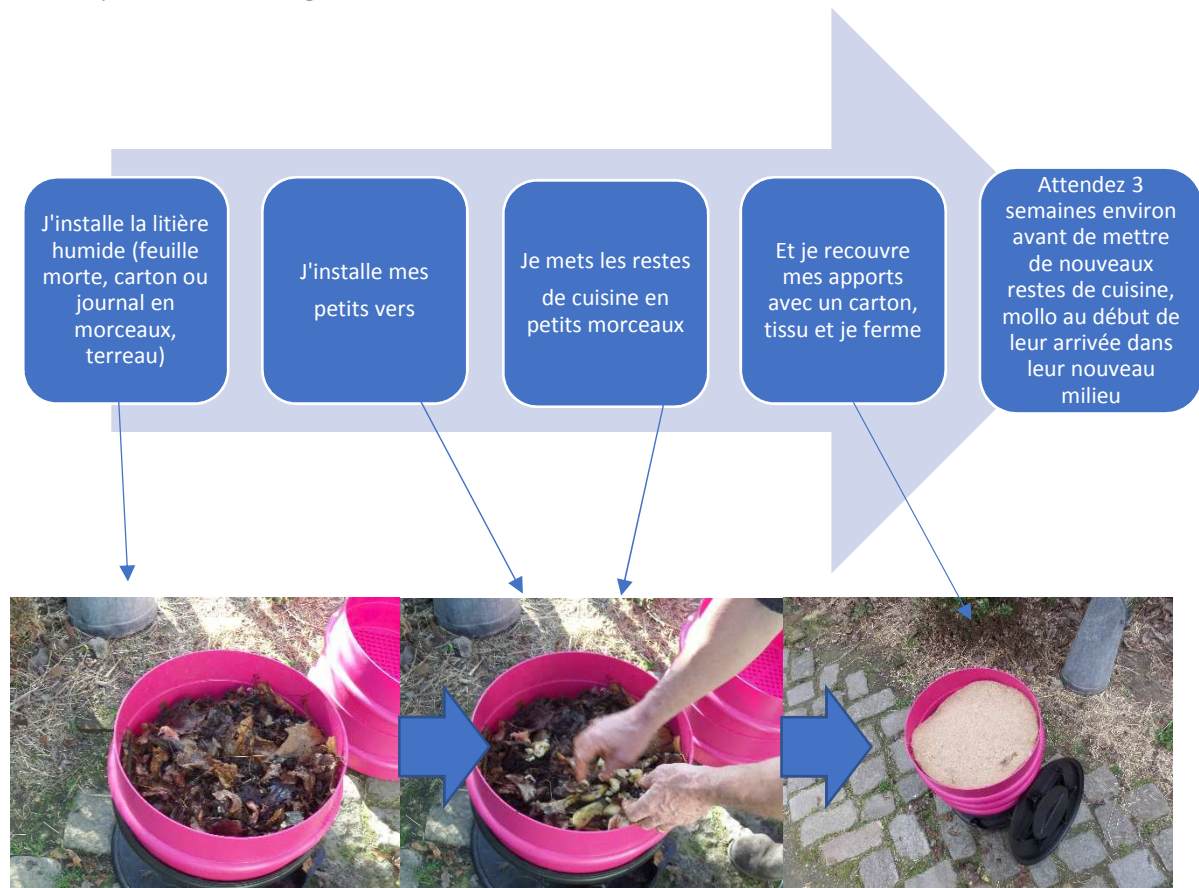 J'installe la litière
humide (feuille
morte, carton ou
journal en
morceaux,
terreau)
J'installe mes
petits vers
Je mets les restes
de cuisine en
petits morceaux
Et je recouvre
mes apports
avec un carton,
tissu et je ferme
Attendez 3
semaines environ
avant de mettre
de nouveaux
restes de cuisine,
mollo au début de
leur arrivée dans
leur nouveau
milieu